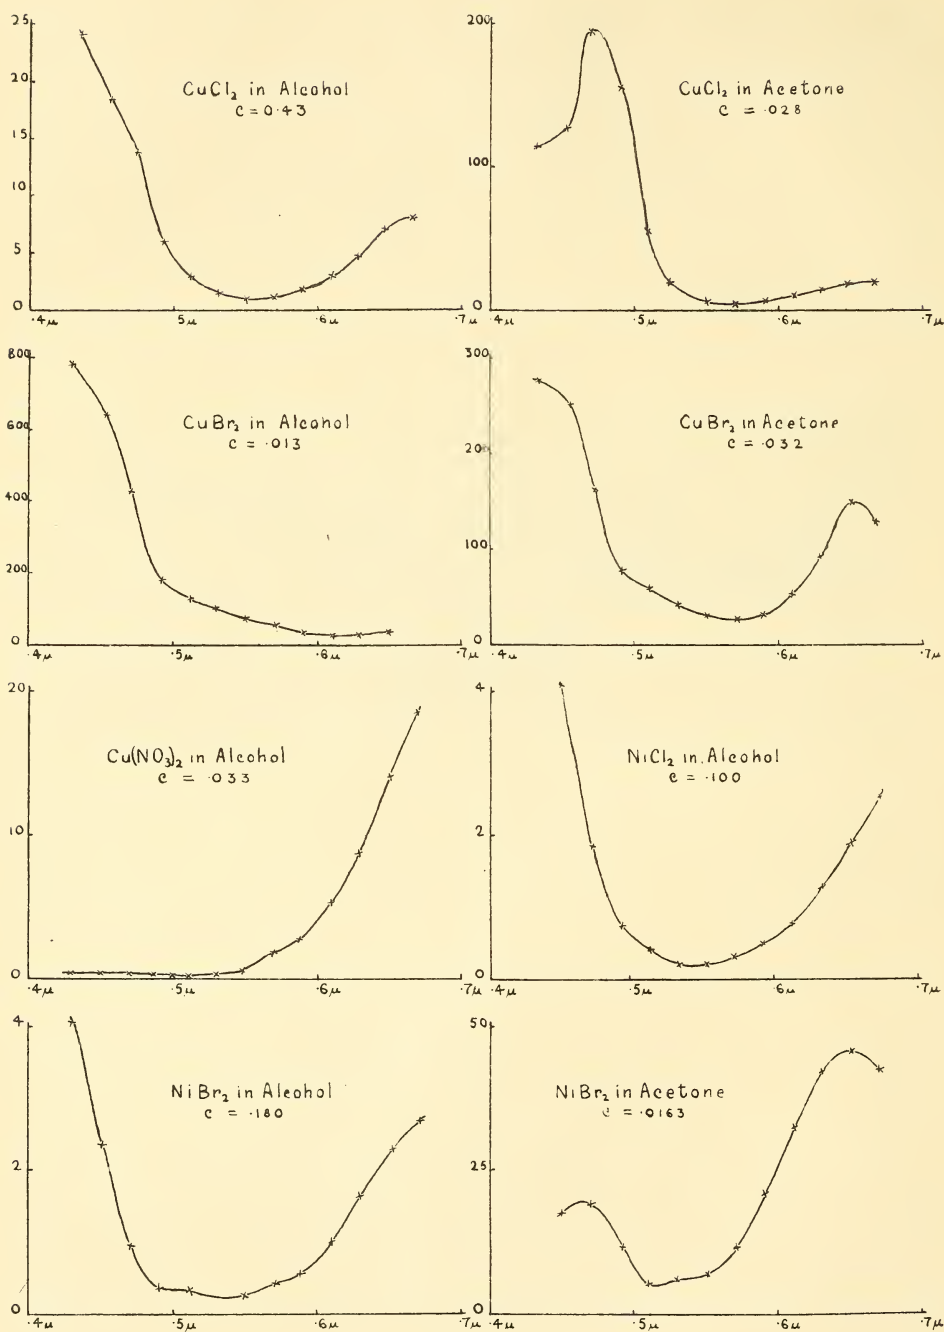 25
20
15
10
5
0
CuCl₂ in Alcohol
c = 0.43
.4μ .5μ .6μ .7μ
200
100
0
CuCl₂ in Acetone
c = .028
.4μ .5μ .6μ .7μ
800
600
400
200
0
CuBr₂ in Alcohol
c = .013
.4μ .5μ .6μ .7μ
300
200
100
0
CuBr₂ in Acetone
c = .032
.4μ .5μ .6μ .7μ
20
10
0
Cu(NO₃)₂ in Alcohol
c = .033
.4μ .5μ .6μ .7μ
4
2
0
NiCl₂ in Alcohol
c = .100
.4μ .5μ .6μ .7μ
4
2
0
NiBr₂ in Alcohol
c = .180
.4μ .5μ .6μ .7μ
50
25
0
NiBr₂ in Acetone
c = .0163
.4μ .5μ .6μ .7μ